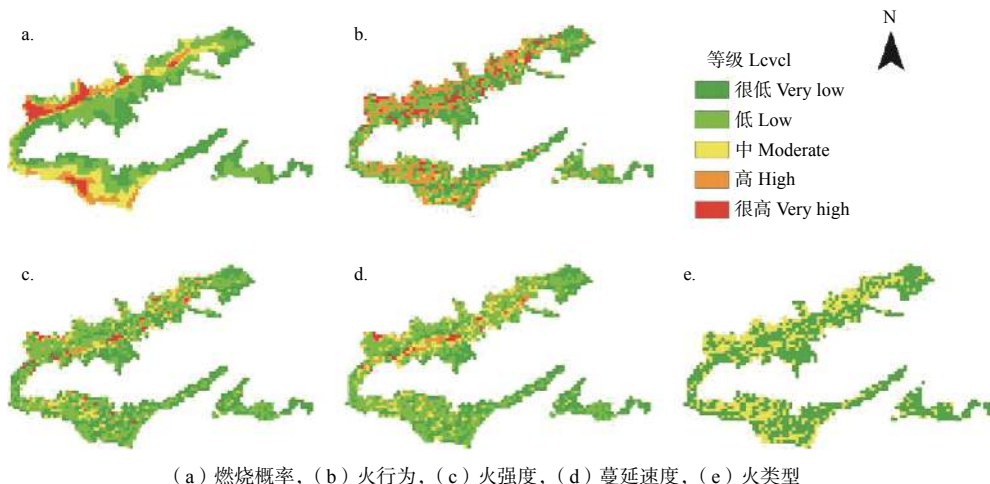 a.
b.
N
等级 Lcvcl
很低 Very low
低 Low
中 Moderate
高 High
很高 Very high
c.
d.
e.
（a）燃烧概率，（b）火行为，（c）火强度，（d）蔓延速度，（e）火类型